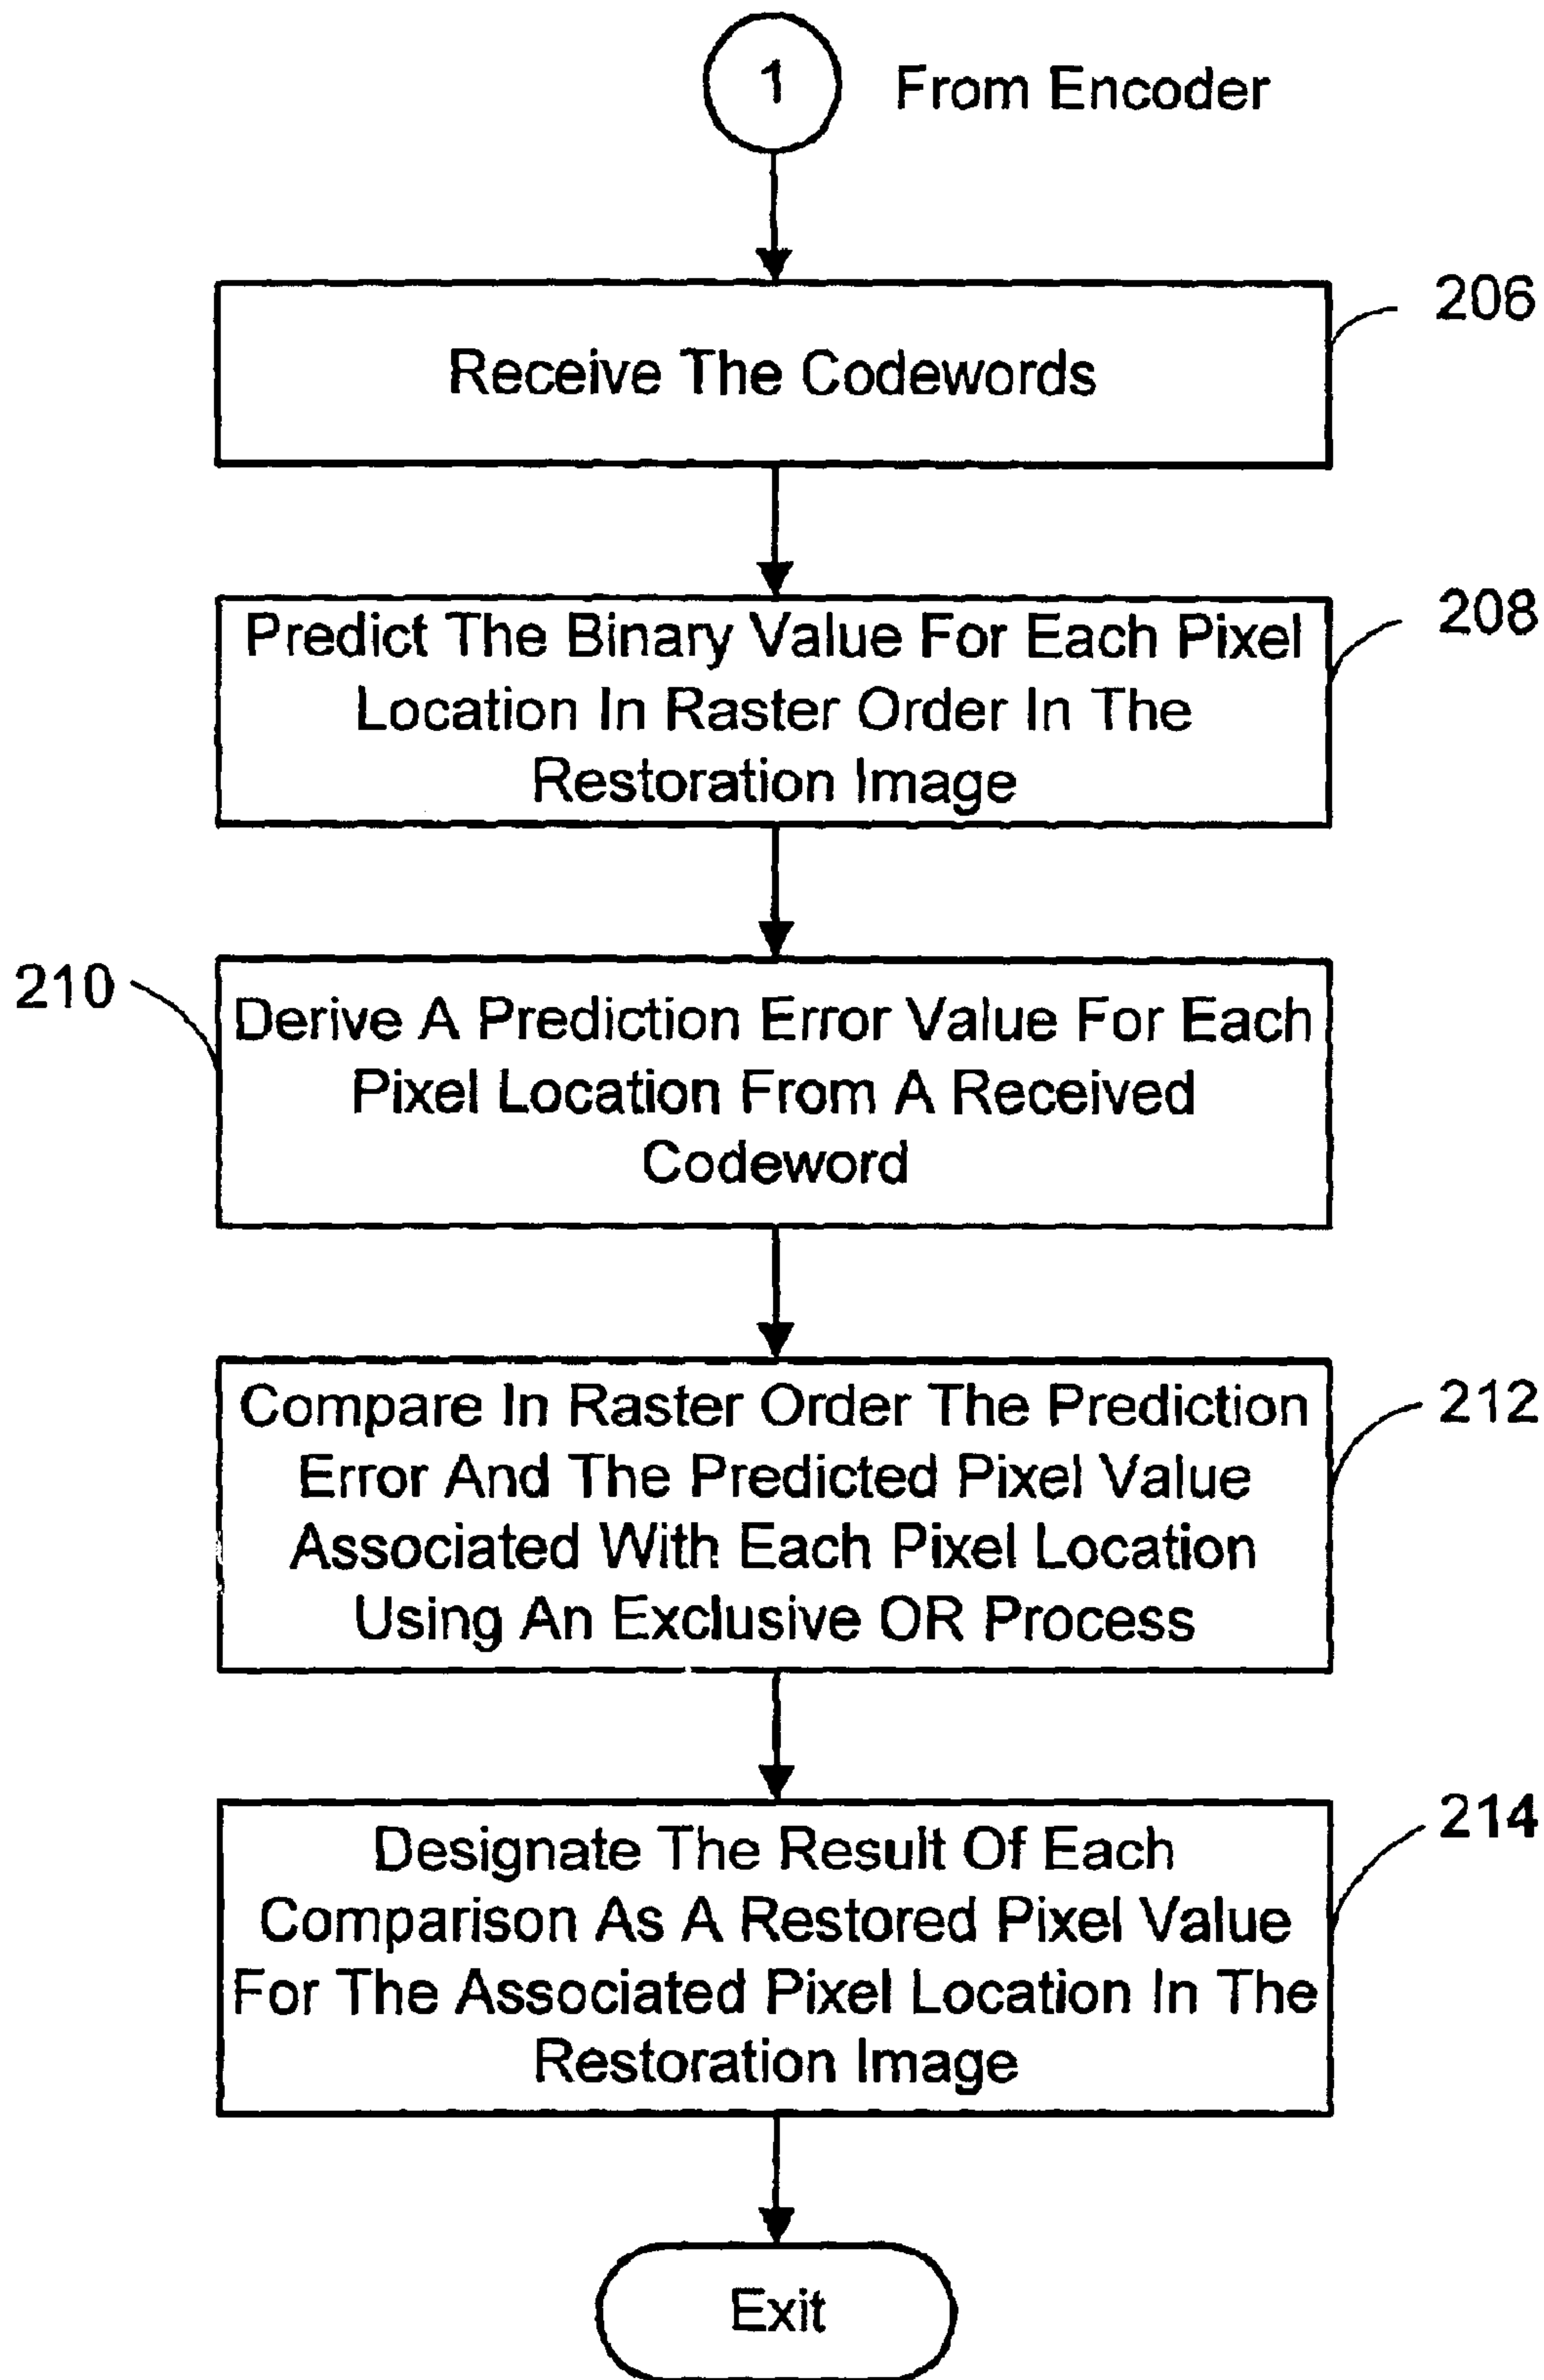 1
From Encoder
206
Receive The Codewords
208
Predict The Binary Value For Each Pixel
Location In Raster Order In The
Restoration Image
210
Derive A Prediction Error Value For Each
Pixel Location From A Received
Codeword
212
Compare In Raster Order The Prediction
Error And The Predicted Pixel Value
Associated With Each Pixel Location
Using An Exclusive OR Process
214
Designate The Result Of Each
Comparison As A Restored Pixel Value
For The Associated Pixel Location In The
Restoration Image
Exit